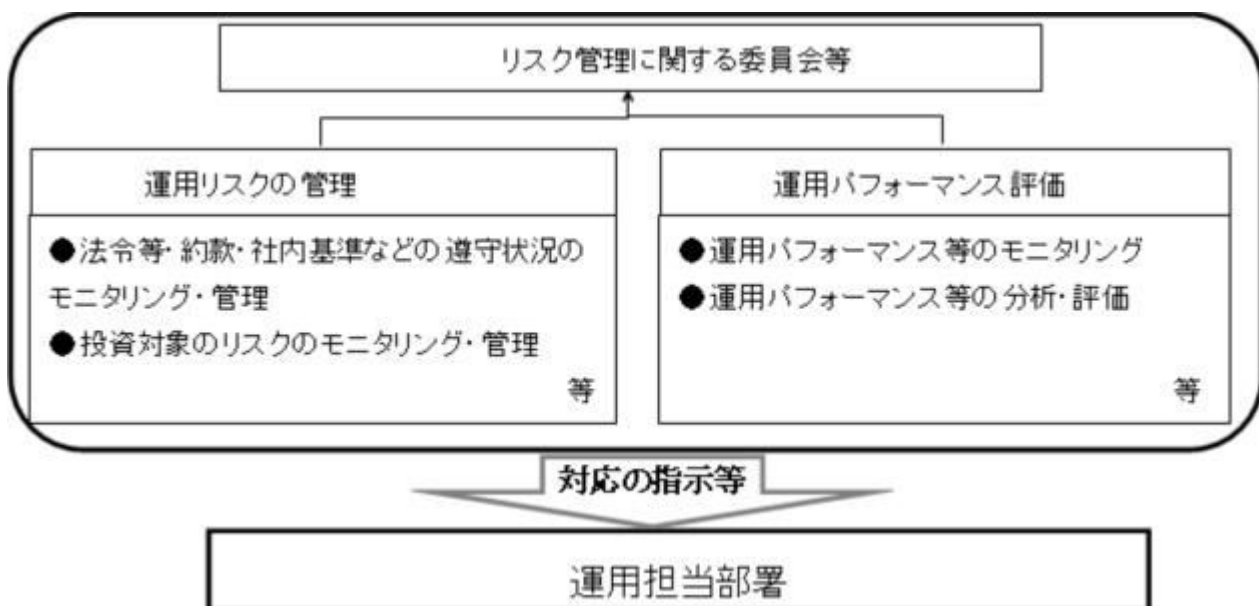 リスク管理に関する委員会等
運用リスクの管理
●法令等・約款・社内基準などの遵守状況の
モニタリング・管理
●投資対象のリスクのモニタリング・管理
等
運用パフォーマンス評価
●運用パフォーマンス等のモニタリング
●運用パフォーマンス等の分析・評価
等
対応の指示等
運用担当部署